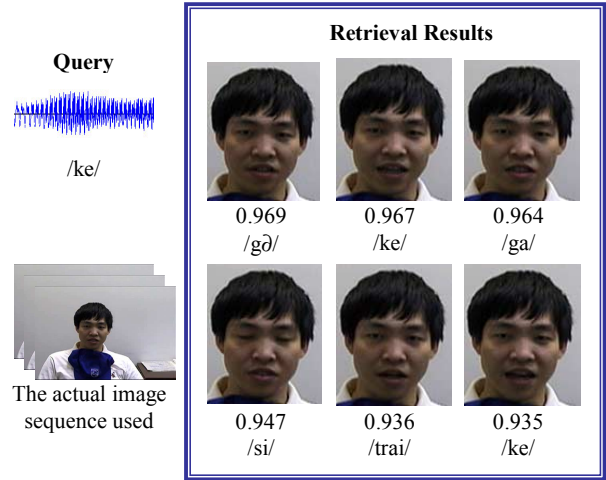 Query
/ke/
The actual image
sequence used
Retrieval Results
0.969 0.967 0.964
/g∂/ /ke/ /ga/
0.947 0.936 0.935
/si/ /trai/ /ke/